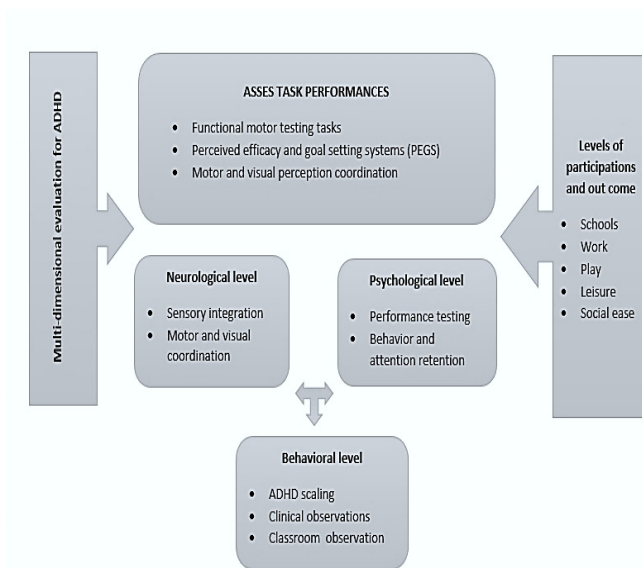 Multi-dimensional evaluation for ADHD
ASSES TASK PERFORMANCES
• Functional motor testing tasks
• Perceived efficacy and goal setting systems (PEGS)
• Motor and visual perception coordination
Levels of
participations
and out come
• Schools
• Work
• Play
• Leisure
• Social ease
Neurological level
• Sensory integration
• Motor and visual
coordination
Psychological level
• Performance testing
• Behavior and
attention retention
Behavioral level
• ADHD scaling
• Clinical observations
• Classroom observation